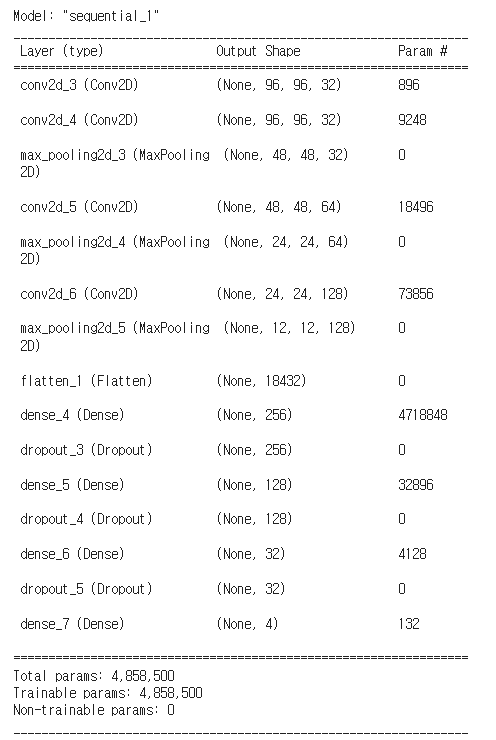 Model: "sequential_1"
_________________________________________________________________
Layer (type) Output Shape Param #
=================================================================
conv2d_3 (Conv2D) (None, 96, 96, 32) 896
conv2d_4 (Conv2D) (None, 96, 96, 32) 9248
max_pooling2d_3 (MaxPooling (None, 48, 48, 32) 0
2D)
conv2d_5 (Conv2D) (None, 48, 48, 64) 18496
max_pooling2d_4 (MaxPooling (None, 24, 24, 64) 0
2D)
conv2d_6 (Conv2D) (None, 24, 24, 128) 73856
max_pooling2d_5 (MaxPooling (None, 12, 12, 128) 0
2D)
flatten_1 (Flatten) (None, 18432) 0
dense_4 (Dense) (None, 256) 4718848
dropout_3 (Dropout) (None, 256) 0
dense_5 (Dense) (None, 128) 32896
dropout_4 (Dropout) (None, 128) 0
dense_6 (Dense) (None, 32) 4128
dropout_5 (Dropout) (None, 32) 0
dense_7 (Dense) (None, 4) 132
=================================================================
Total params: 4,858,500
Trainable params: 4,858,500
Non-trainable params: 0
_________________________________________________________________